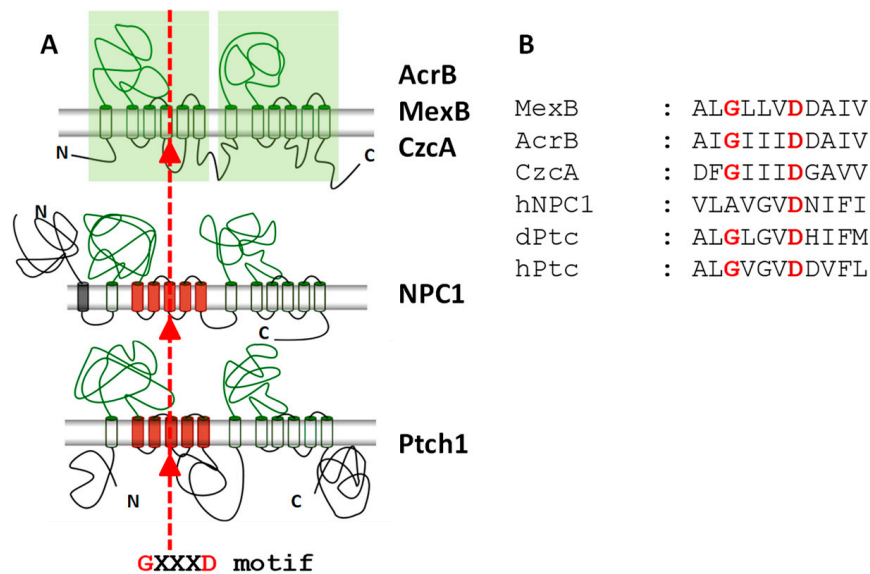 A
B
AcrB
MexB
CzcA
N
C
MexB : ALGLLVDDAIV
AcrB : AIGIIIDDAIV
CzcA : DFGIIIDGAVV
hNPC1 : VLAVGVDNIFI
dPtc : ALGLGVDHIFM
hPtc : ALGVGVDDVFL
N
NPC1
C
Ptch1
N
C
GXXXD motif